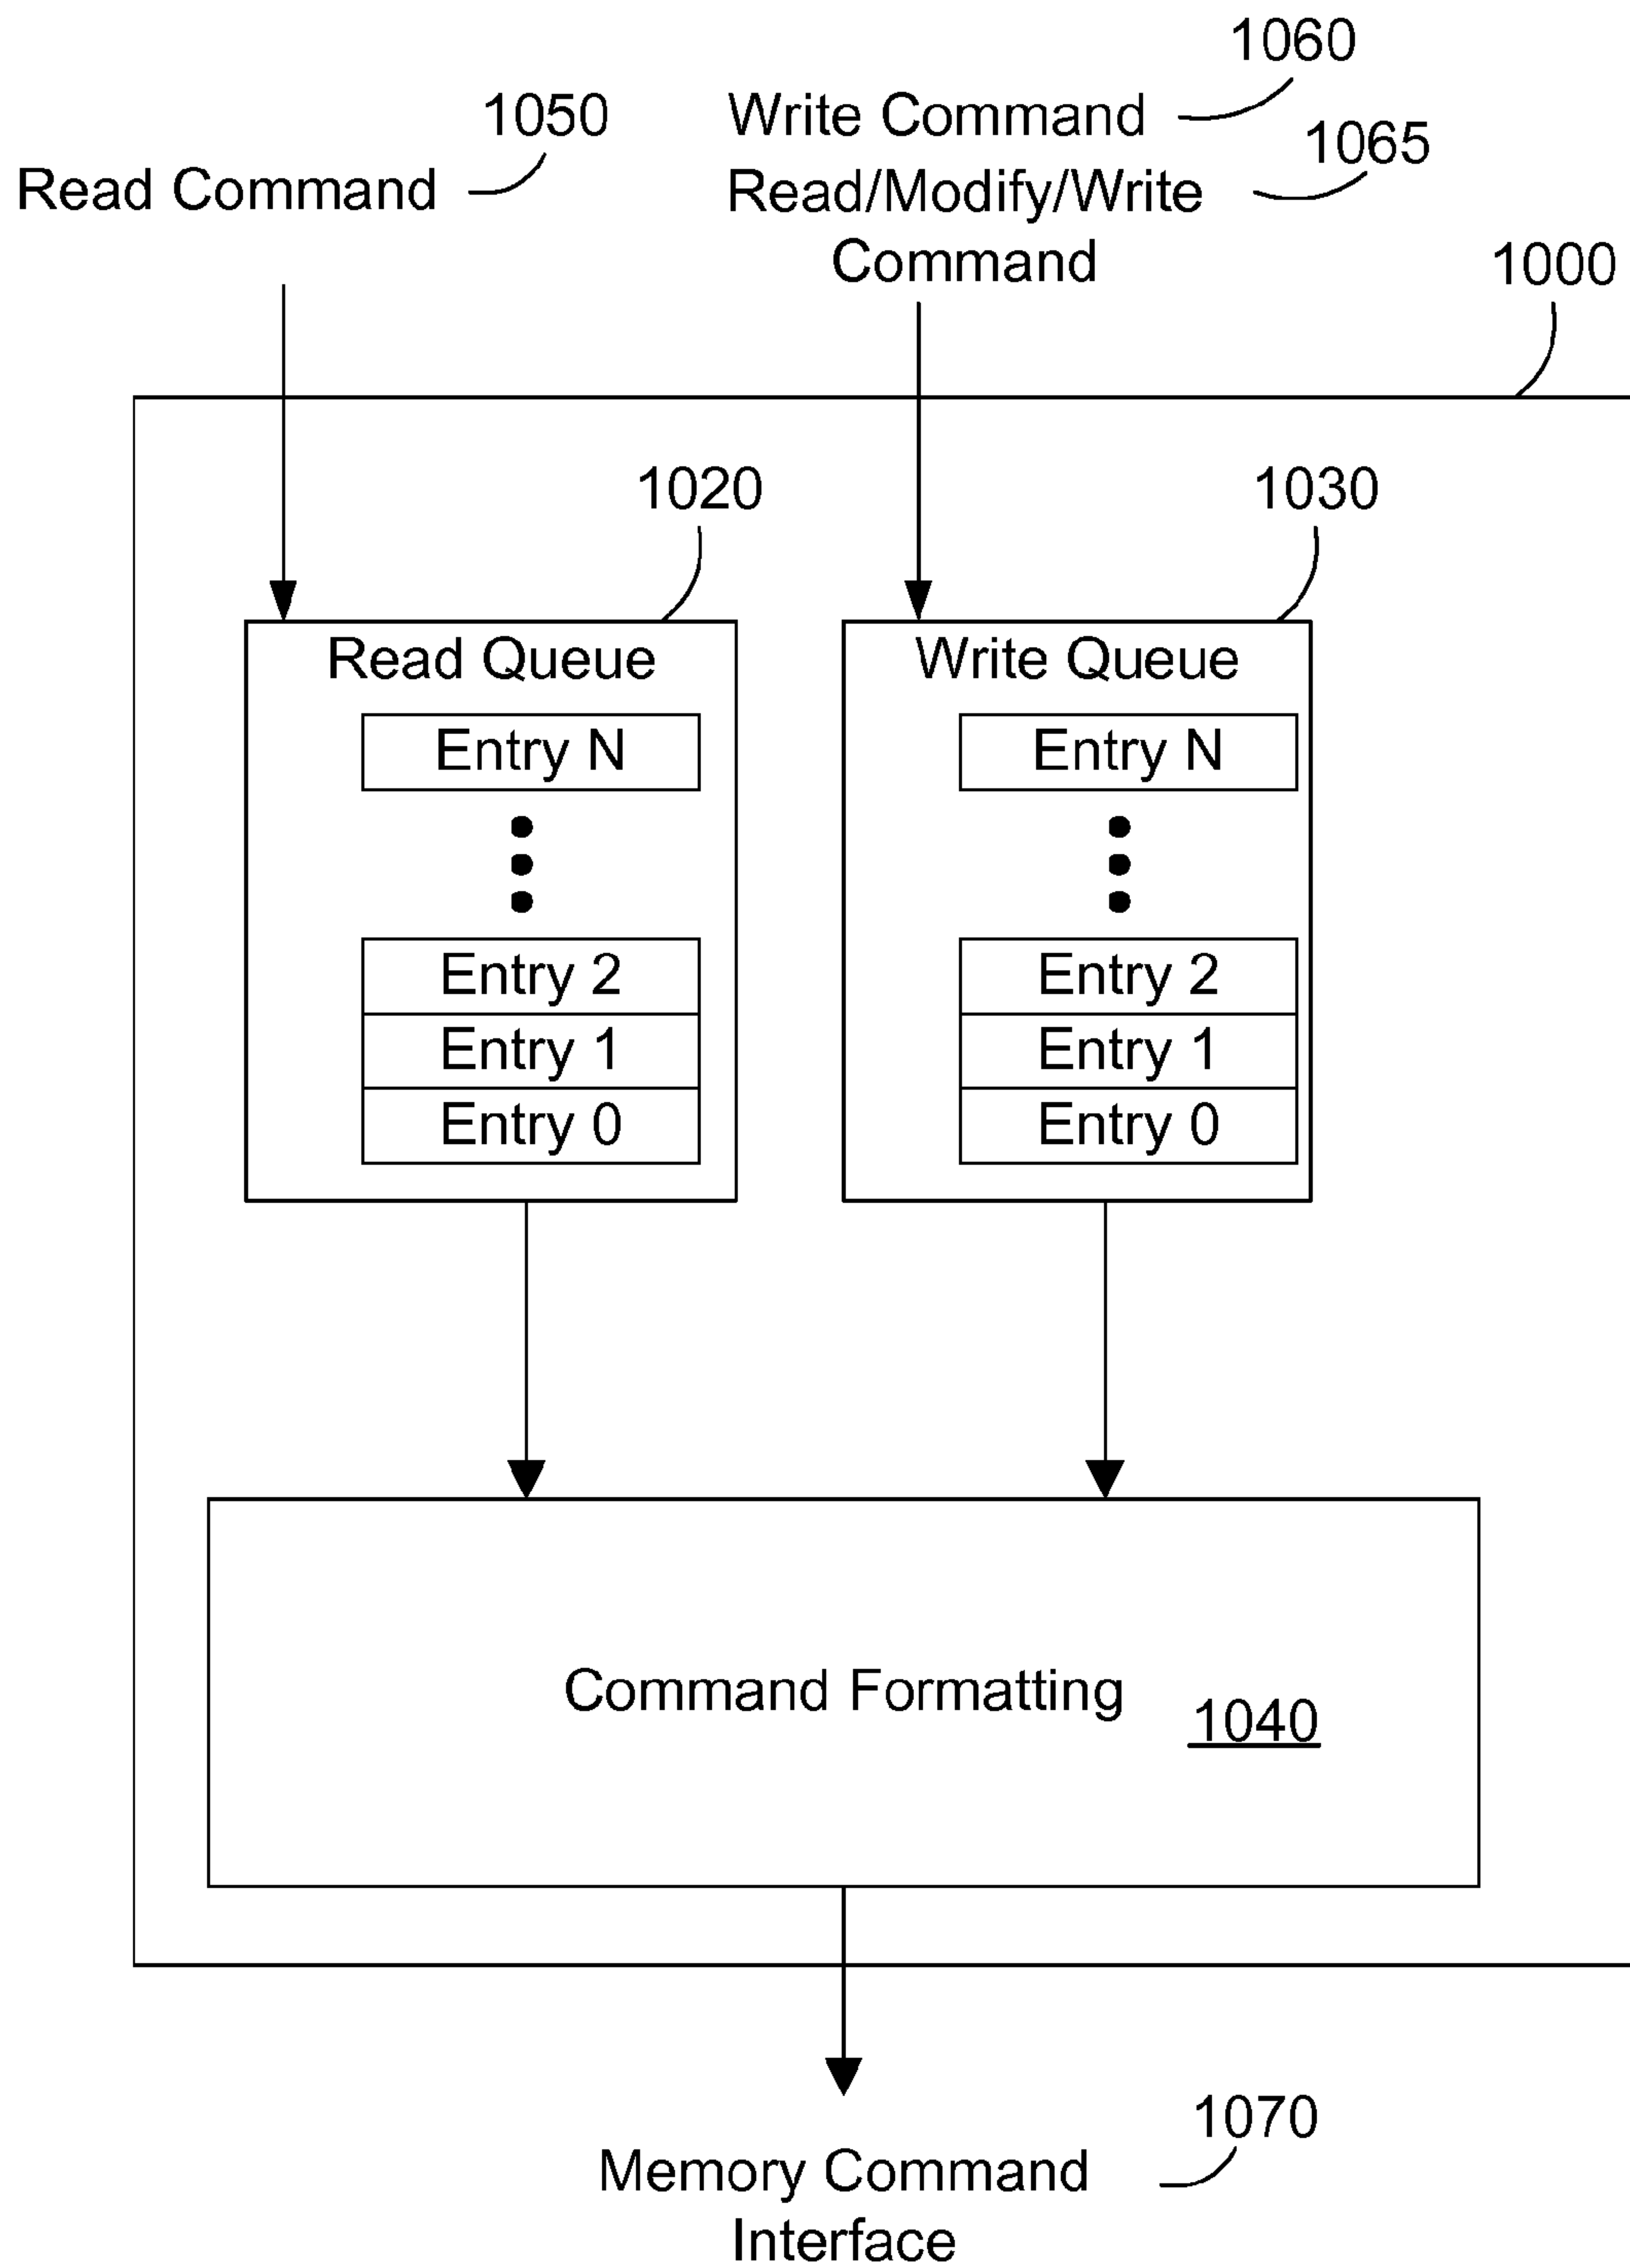 1060
Write Command
1050
1065
Read Command
Read/Modify/Write
Command
1000
1020
1030
Read Queue
Write Queue
Entry N
Entry N
Entry 2
Entry 2
Entry 1
Entry 1
Entry 0
Entry 0
Command Formatting
1040
1070
Memory Command
Interface